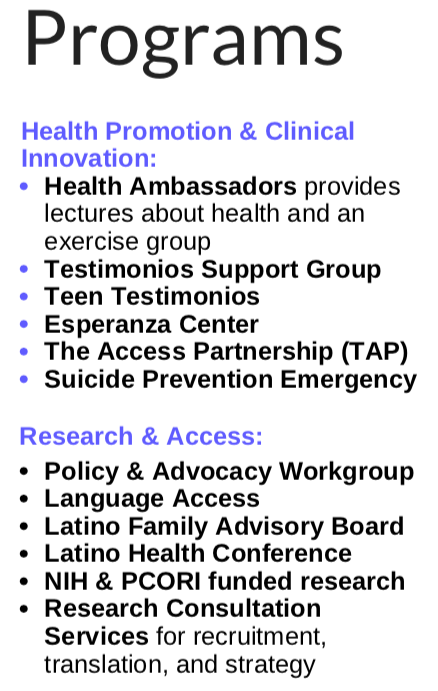 Programs
Health Promotion & Clinical
Innovation:
• Health Ambassadors provides
lectures about health and an
exercise group
• Testimonios Support Group
• Teen Testimonios
• Esperanza Center
• The Access Partnership (TAP)
• Suicide Prevention Emergency
Research & Access:
• Policy & Advocacy Workgroup
• Language Access
• Latino Family Advisory Board
• Latino Health Conference
• NIH & PCORI funded research
• Research Consultation
Services for recruitment,
translation, and strategy